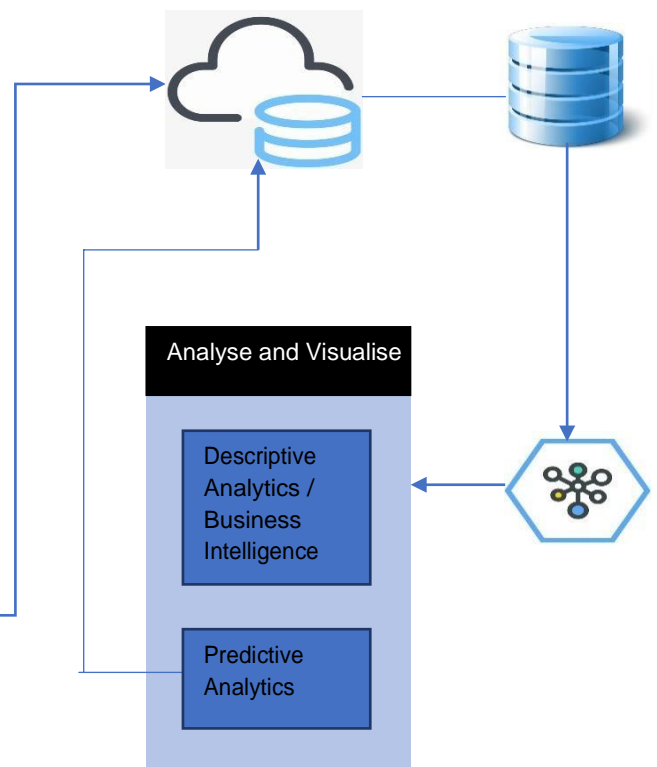 Analyse and Visualise
Descriptive
Analytics /
Business
Intelligence
Predictive
Analytics